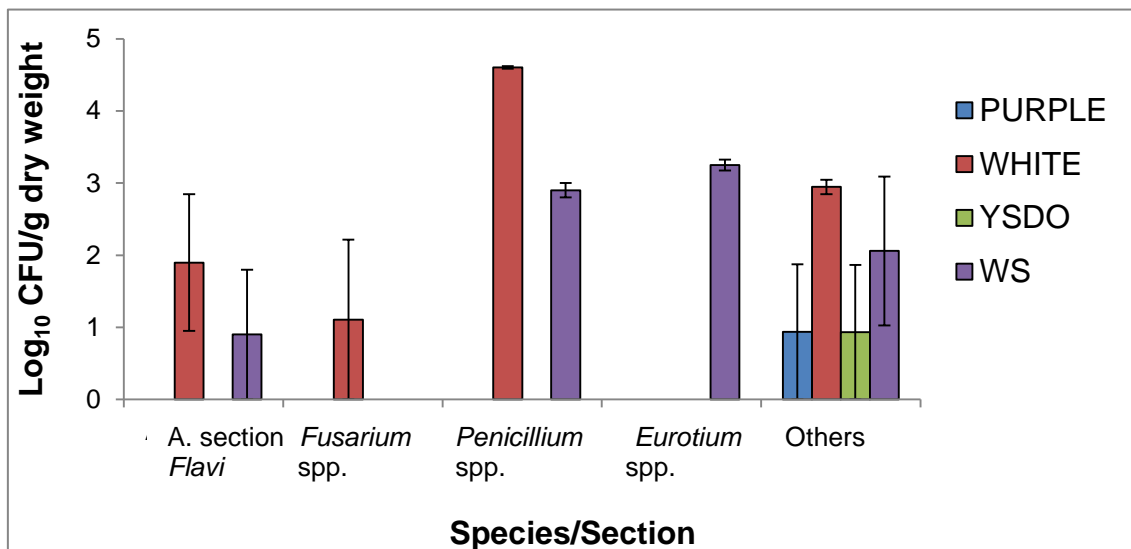 Log₁₀ CFU/g dry weight
5
4
3
2
1
0
A. section Flavi
Fusarium spp.
Penicillium spp.
Eurotium spp.
Others
Species/Section
PURPLE
WHITE
YSDO
WS